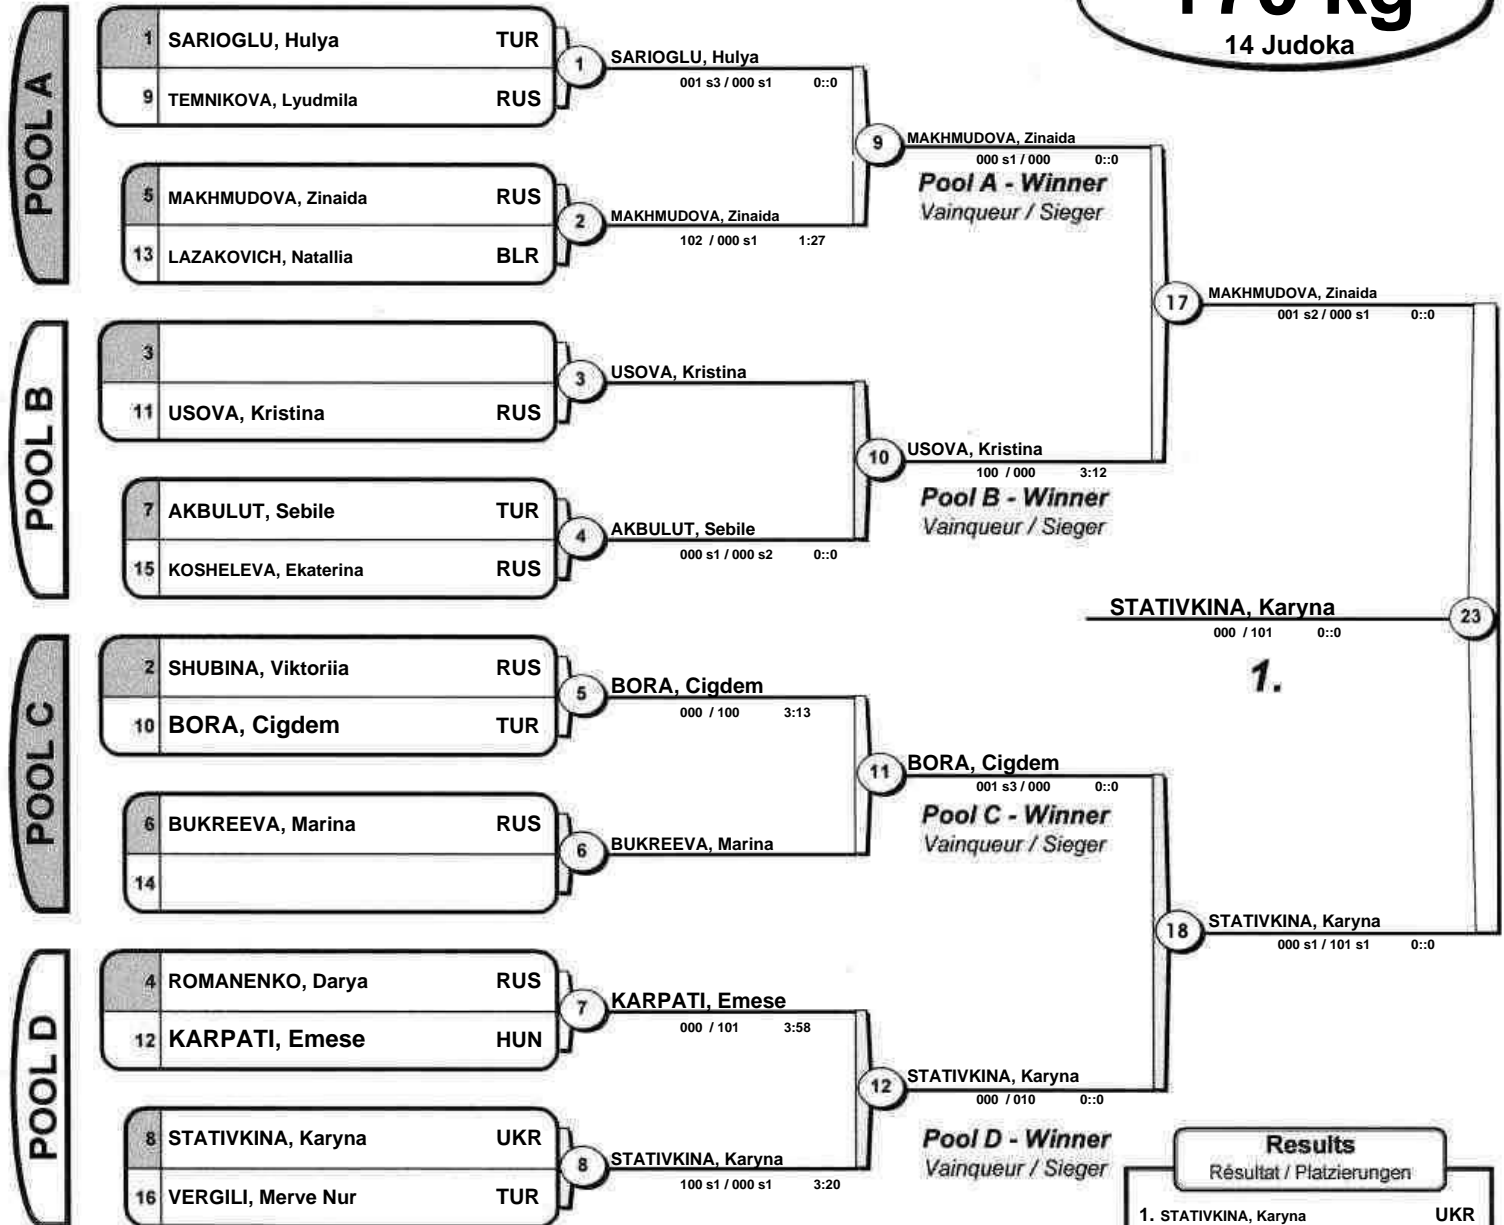 +70 kg
14 Judoka
POOL A
1 SARIOGLU, Hulya TUR
9 TEMNIKOVA, Lyudmila RUS
1
SARIOGLU, Hulya
001 s3 / 000 s1 0::0
5 MAKHMUDOVA, Zinaida RUS
13 LAZAKOVICH, Natallia BLR
2
MAKHMUDOVA, Zinaida
102 / 000 s1 1:27
9
MAKHMUDOVA, Zinaida
000 s1 / 000 0::0
Pool A - Winner
Vainqueur / Sieger
POOL B
3
11 USOVA, Kristina RUS
3
USOVA, Kristina
7 AKBULUT, Sebile TUR
15 KOSHELEVA, Ekaterina RUS
4
AKBULUT, Sebile
000 s1 / 000 s2 0::0
10
USOVA, Kristina
100 / 000 3:12
Pool B - Winner
Vainqueur / Sieger
17
MAKHMUDOVA, Zinaida
001 s2 / 000 s1 0::0
STATIVKINA, Karyna
000 / 101 0::0
23
1.
POOL C
2 SHUBINA, Viktoriia RUS
10 BORA, Cigdem TUR
5
BORA, Cigdem
000 / 100 3:13
6 BUKREEVA, Marina RUS
14
6
BUKREEVA, Marina
11
BORA, Cigdem
001 s3 / 000 0::0
Pool C - Winner
Vainqueur / Sieger
18
STATIVKINA, Karyna
000 s1 / 101 s1 0::0
POOL D
4 ROMANENKO, Darya RUS
12 KARPATI, Emese HUN
7
KARPATI, Emese
000 / 101 3:58
8 STATIVKINA, Karyna UKR
16 VERGILI, Merve Nur TUR
8
STATIVKINA, Karyna
100 s1 / 000 s1 3:20
12
STATIVKINA, Karyna
000 / 010 0::0
Pool D - Winner
Vainqueur / Sieger
Results
Résultat / Platzierungen
1. STATIVKINA, Karyna UKR